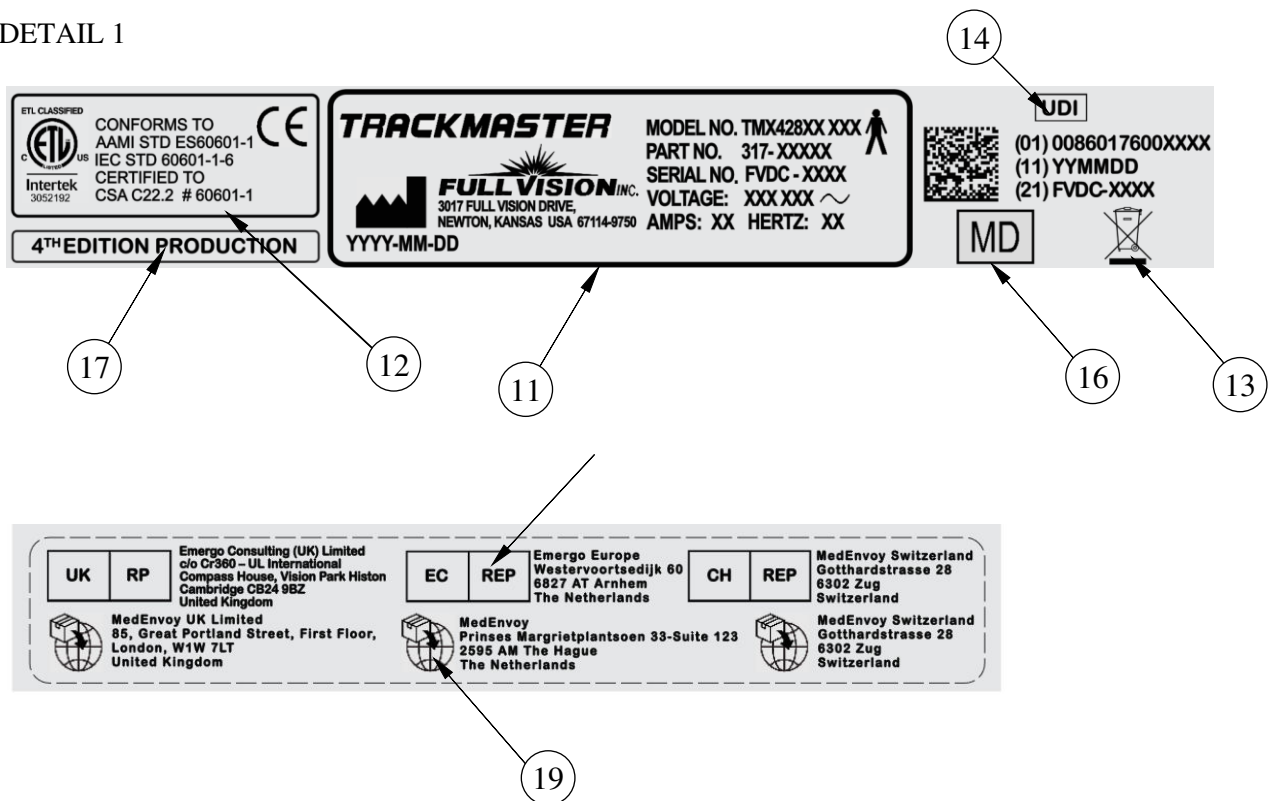 DETAIL 1
14
ETL CLASSIFIED
ETL
LISTED
C US
Intertek
3052192
CONFORMS TO
AAMI STD ES60601-1
IEC STD 60601-1-6
CERTIFIED TO
CSA C22.2 # 60601-1
CE
4TH EDITION PRODUCTION
TRACKMASTER
FULL VISION INC.
3017 FULL VISION DRIVE,
NEWTON, KANSAS USA 67114-9750
YYYY-MM-DD
MODEL NO. TMX428XX XXX
PART NO. 317- XXXXX
SERIAL NO. FVDC - XXXX
VOLTAGE: XXX XXX ~
AMPS: XX HERTZ: XX
UDI
(01) 0086017600XXXX
(11) YYMMDD
(21) FVDC-XXXX
MD
17
12
11
16
13
UK RP
Emergo Consulting (UK) Limited
c/o Cr360 – UL International
Compass House, Vision Park Histon
Cambridge CB24 9BZ
United Kingdom
EC REP
Emergo Europe
Westervoortsedijk 60
6827 AT Arnhem
The Netherlands
CH REP
MedEnvoy Switzerland
Gotthardstrasse 28
6302 Zug
Switzerland
MedEnvoy UK Limited
85, Great Portland Street, First Floor,
London, W1W 7LT
United Kingdom
MedEnvoy
Prinses Margrietplantsoen 33-Suite 123
2595 AM The Hague
The Netherlands
MedEnvoy Switzerland
Gotthardstrasse 28
6302 Zug
Switzerland
19